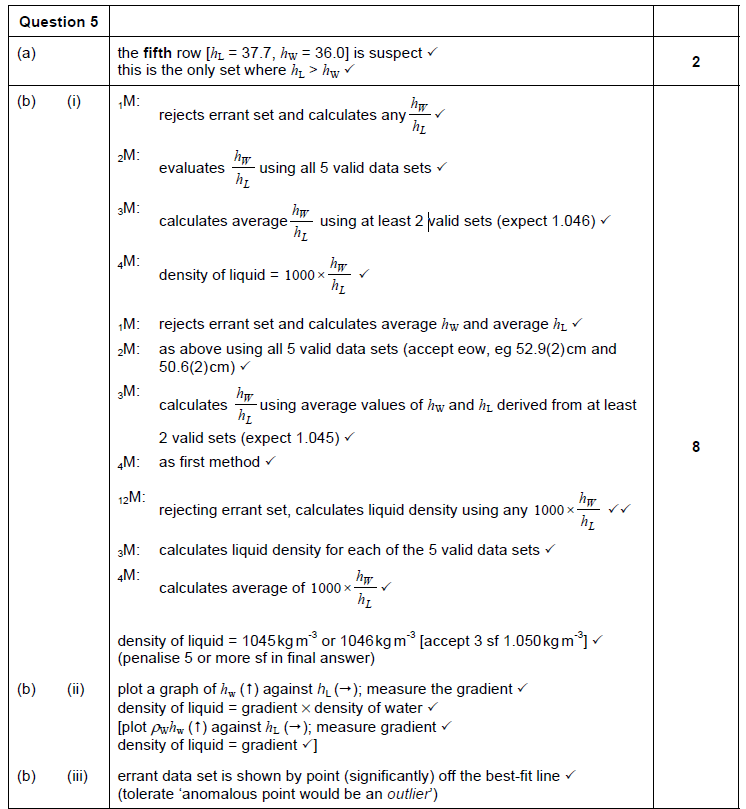 Question 5
(a) the fifth row [hL = 37.7, hW = 36.0] is suspect ✓
this is the only set where hL > hW ✓
2
(b) (i) 1M: rejects errant set and calculates any hW/hL ✓
2M: evaluates hW/hL using all 5 valid data sets ✓
3M: calculates average hW/hL using at least 2 valid sets (expect 1.046) ✓
4M: density of liquid = 1000 × hW/hL ✓
1M: rejects errant set and calculates average hW and average hL ✓
2M: as above using all 5 valid data sets (accept eow, eg 52.9(2)cm and
50.6(2)cm) ✓
3M: calculates hW/hL using average values of hW and hL derived from at least
2 valid sets (expect 1.045) ✓
4M: as first method ✓
12M: rejecting errant set, calculates liquid density using any 1000 × hW/hL ✓✓
3M: calculates liquid density for each of the 5 valid data sets ✓
4M: calculates average of 1000 × hW/hL ✓
density of liquid = 1045 kg m-3 or 1046 kg m-3 [accept 3 sf 1.050 kg m-3] ✓
(penalise 5 or more sf in final answer)
8
(b) (ii) plot a graph of hw (↑) against hL (→); measure the gradient ✓
density of liquid = gradient × density of water ✓
[plot ρwhw (↑) against hL (→); measure gradient ✓
density of liquid = gradient ✓]
(b) (iii) errant data set is shown by point (significantly) off the best-fit line ✓
(tolerate 'anomalous point would be an outlier')